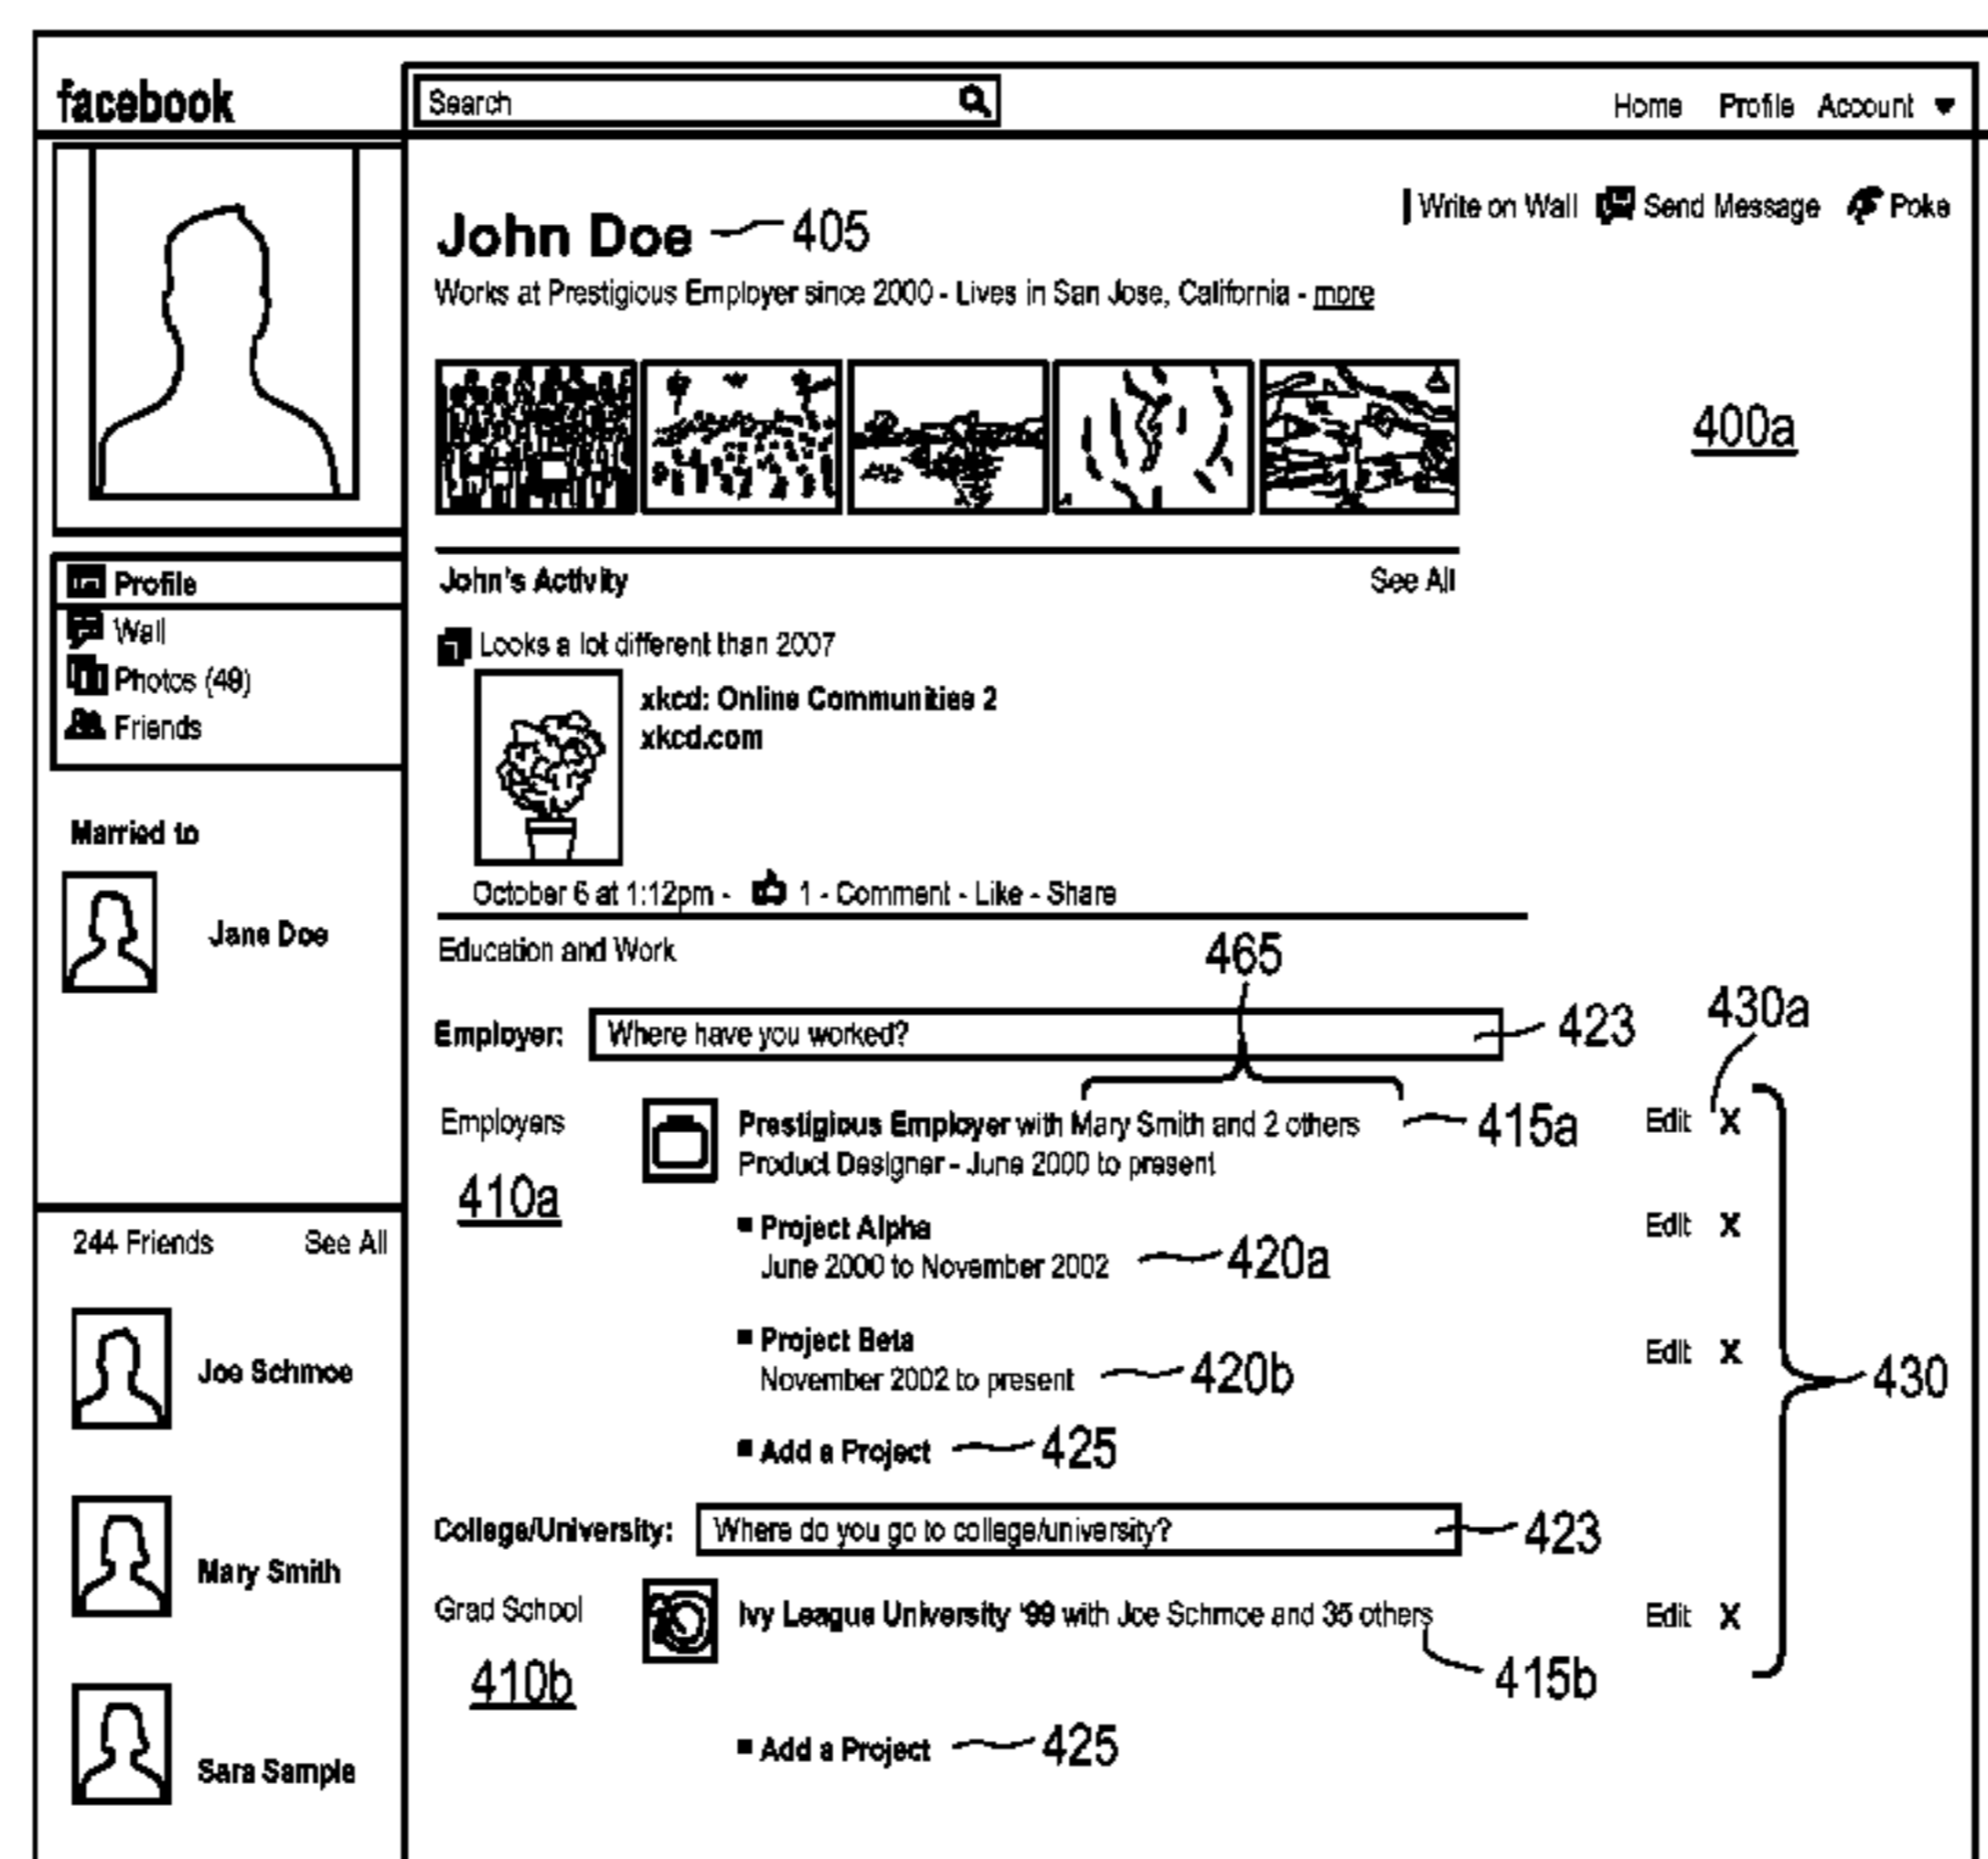 facebook
Search
Home Profile Account
Write on Wall Send Message Poke
John Doe 405
Works at Prestigious Employer since 2000 - Lives in San Jose, California - more
400a
Profile
Wall
Photos (49)
Friends
Married to
Jane Doe
244 Friends See All
Joe Schmoe
Mary Smith
Sara Sample
John's Activity See All
Looks a lot different than 2007
xkcd: Online Communities 2
xkcd.com
October 6 at 1:12pm - 1 - Comment - Like - Share
Education and Work
465
Employer: Where have you worked? 423
430a
Employers Prestigious Employer with Mary Smith and 2 others 415a Edit X
Product Designer - June 2000 to present
410a
Project Alpha Edit X
June 2000 to November 2002 420a
Project Beta Edit X
November 2002 to present 420b
430
Add a Project 425
College/University: Where do you go to college/university? 423
Grad School Ivy League University '99 with Joe Schmoe and 35 others Edit X
410b
415b
Add a Project 425